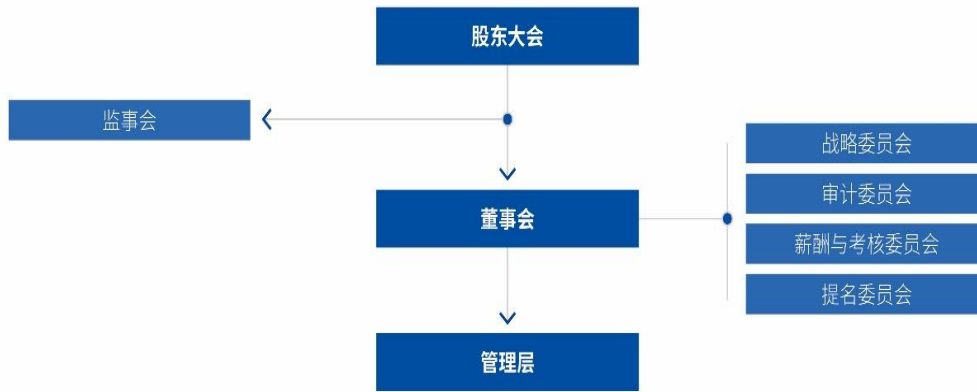 股东大会
监事会
战略委员会
审计委员会
董事会
薪酬与考核委员会
提名委员会
管理层